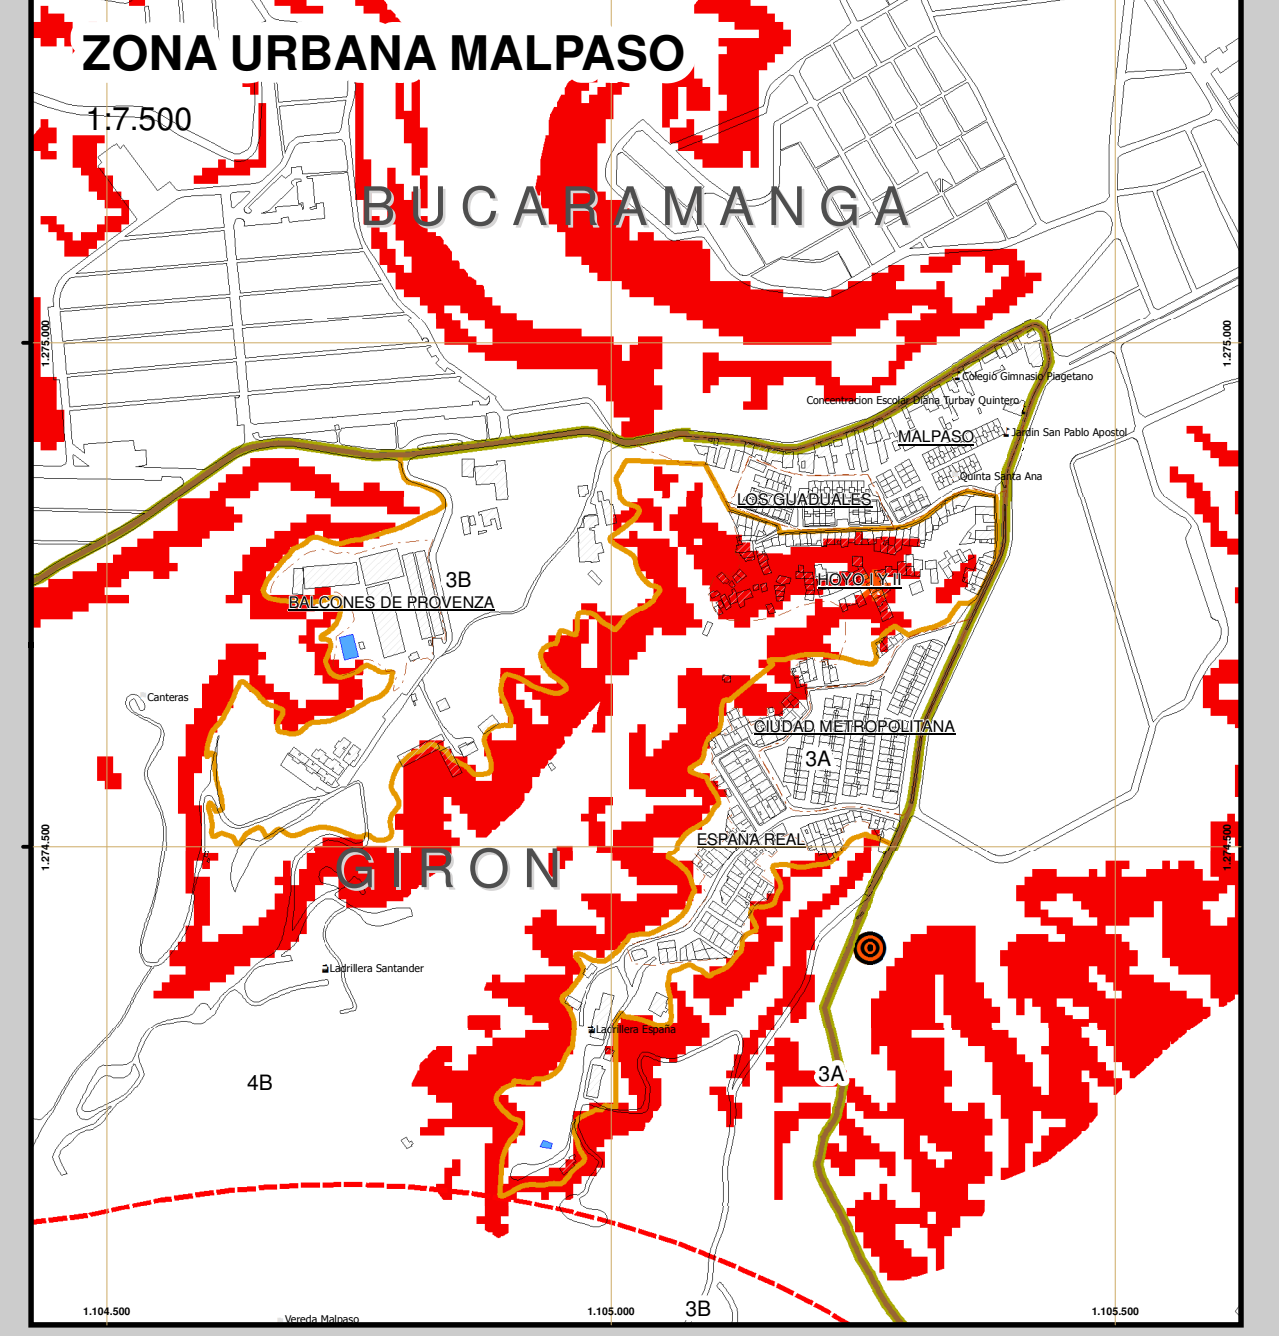 ZONA URBANA MALPASO
1:7.500
BUCARAMANGA
1.275.000
1.275.000
Colegio Gimnasio Piagetano
Concentracion Escolar Diana Turbay Quintero
MALPASO
Jardin San Pablo Apostol
Quinta Santa Ana
LOS GUADUALES
3B
HOYO I Y II
BALCONES DE PROVENZA
Canteras
CIUDAD METROPOLITANA
3A
ESPAÑA REAL
1.274.500
1.274.500
GIRON
Ladrillera Santander
Ladrillera España
4B
3A
1.104.500
1.105.000
3B
1.105.500
Vereda Malpaso